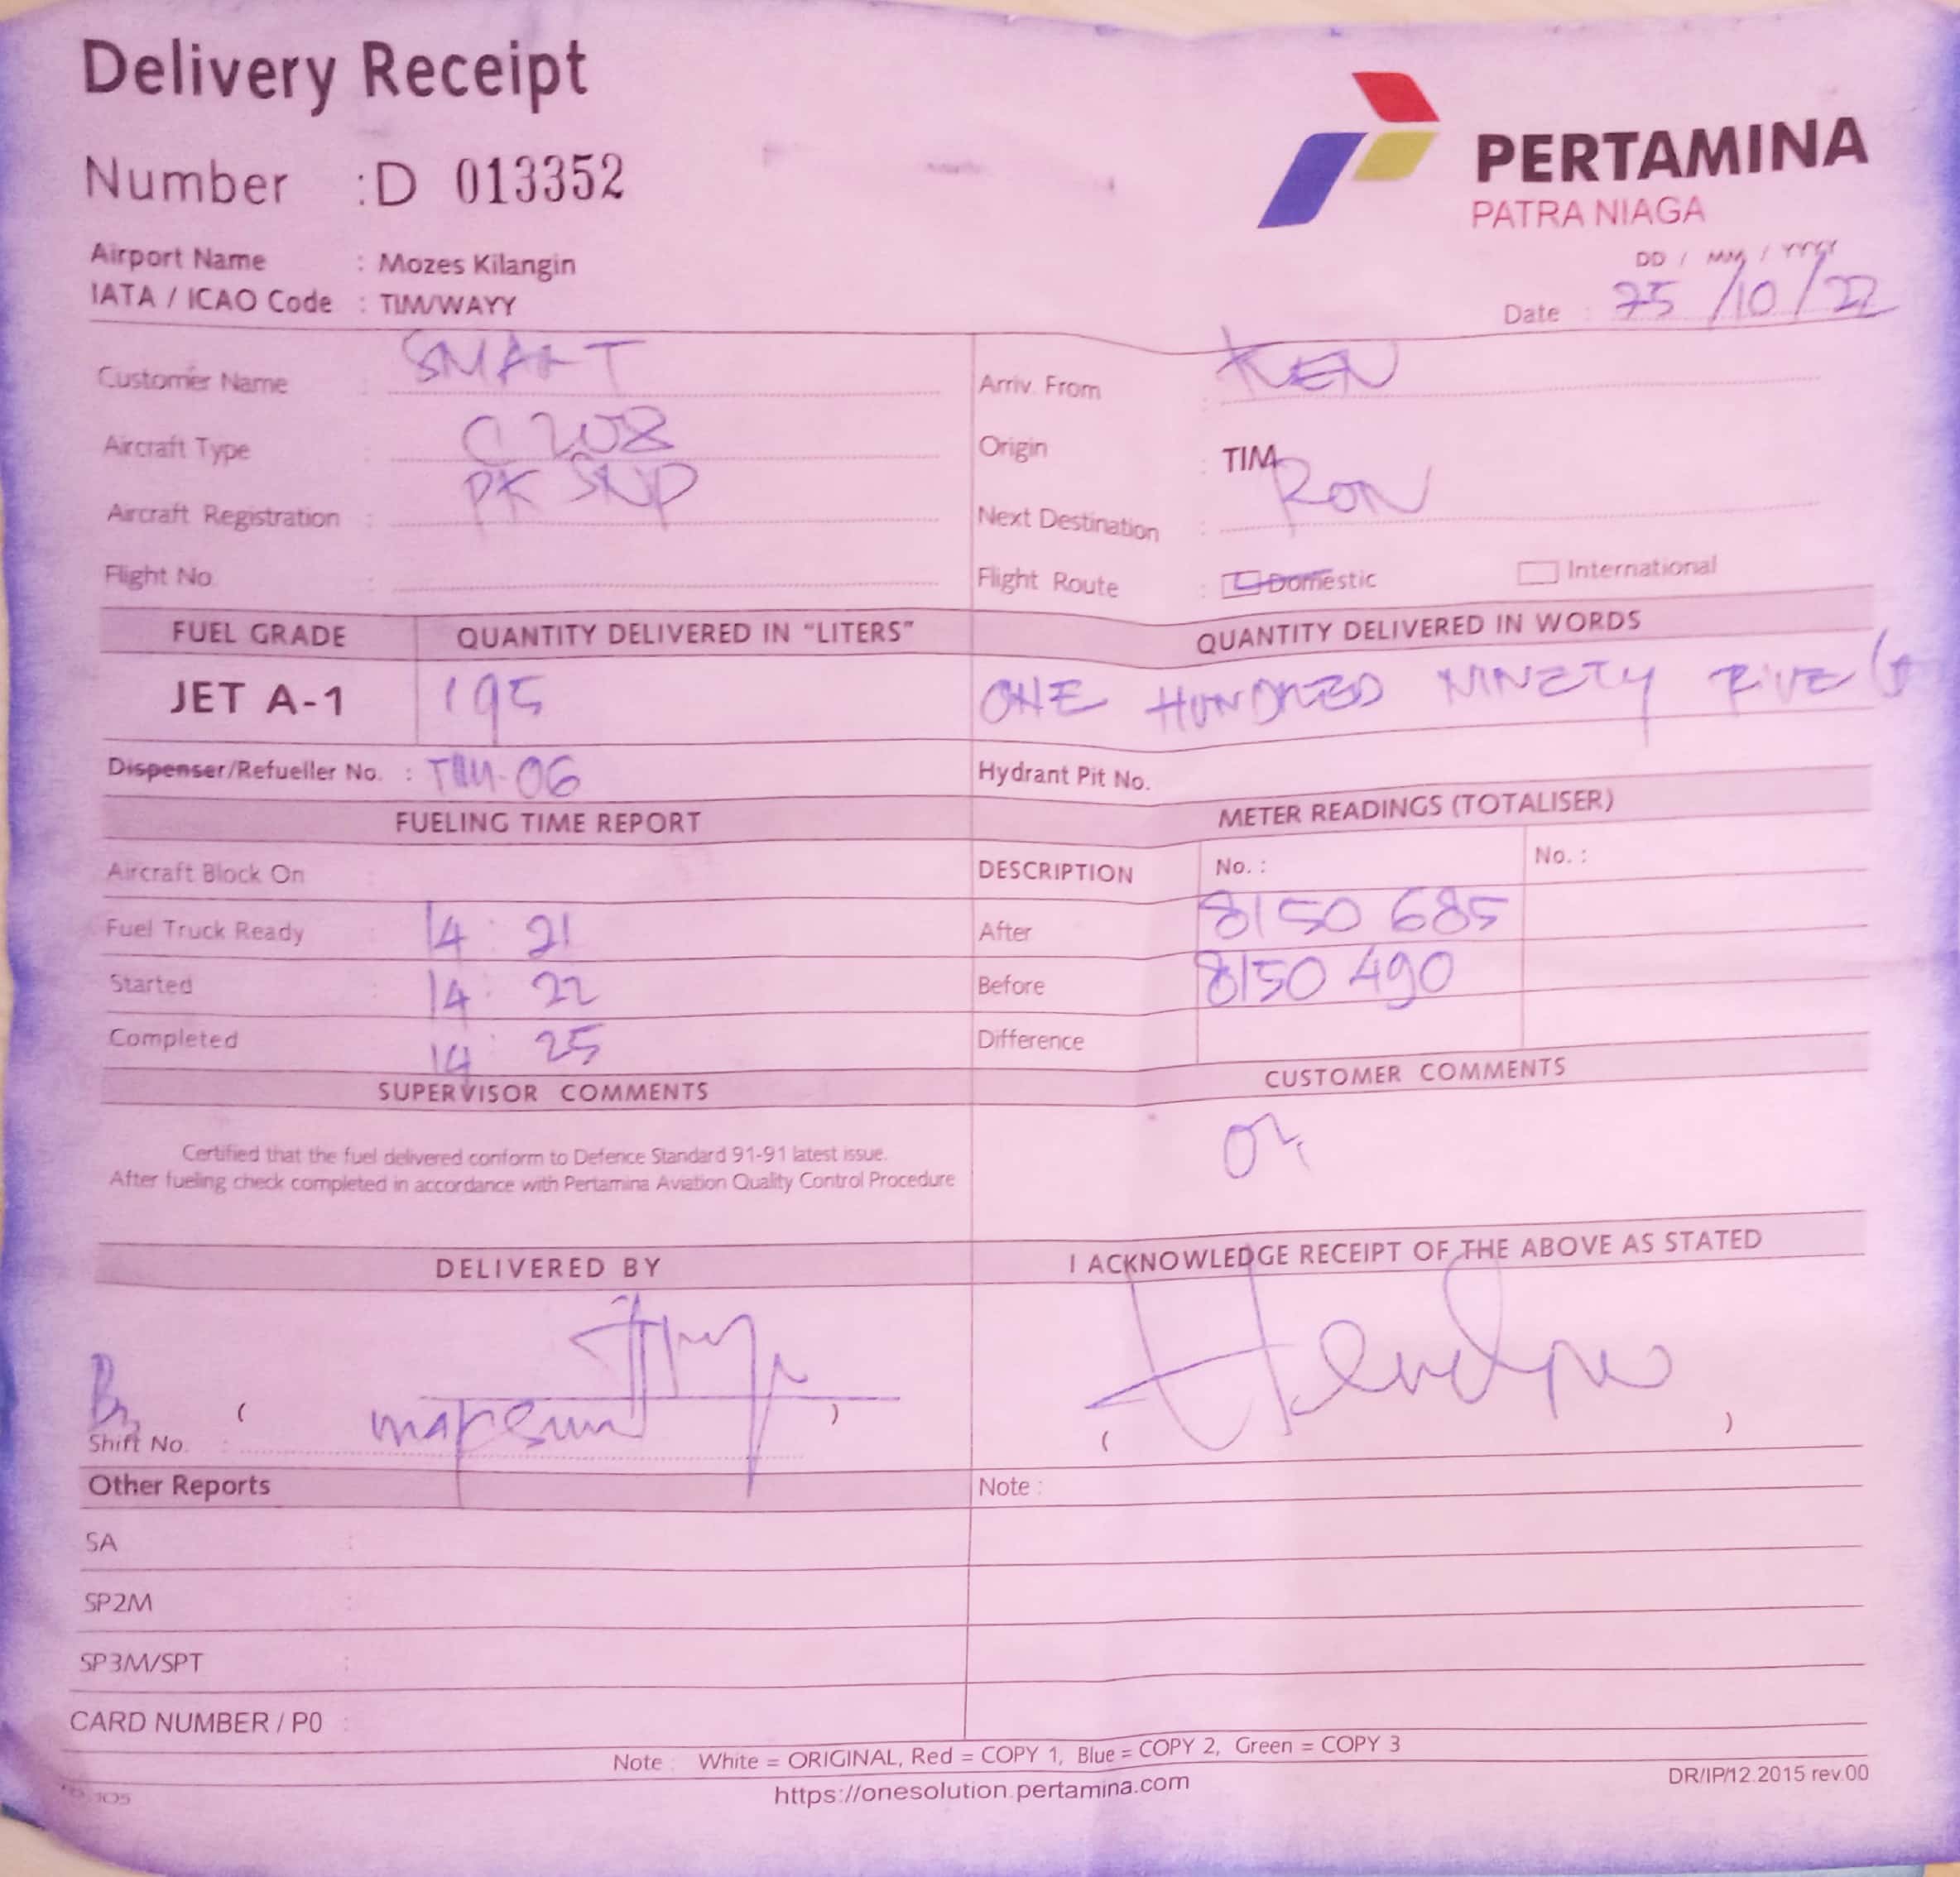 Delivery Receipt
Number : D 013352
PERTAMINA
PATRA NIAGA
Airport Name : Mozes Kilangin
IATA / ICAO Code : TIM/WAYY
DD / MM / YYYY
Date : 25/10/22
Customer Name : SMART
Arriv. From : KEN
Aircraft Type : C 208
Origin : TIM
Aircraft Registration : PK SNP
Next Destination : RON
Flight No :
Flight Route : Domestic International
FUEL GRADE QUANTITY DELIVERED IN "LITERS" QUANTITY DELIVERED IN WORDS
JET A-1 195 ONE HUNDRED NINETY FIVE
Dispenser/Refueller No. : TIM-06 Hydrant Pit No.
FUELING TIME REPORT METER READINGS (TOTALISER)
Aircraft Block On DESCRIPTION No. : No. :
Fuel Truck Ready : 14 : 21 After 8150 685
Started : 14 : 22 Before 8150 490
Completed 14 : 25 Difference
SUPERVISOR COMMENTS CUSTOMER COMMENTS
Certified that the fuel delivered conform to Defence Standard 91-91 latest issue.
After fueling check completed in accordance with Pertamina Aviation Quality Control Procedure
DELIVERED BY I ACKNOWLEDGE RECEIPT OF THE ABOVE AS STATED
( )
( )
Shift No. :
Other Reports Note :
SA :
SP2M :
SP3M/SPT :
CARD NUMBER / P0 :
Note : White = ORIGINAL, Red = COPY 1, Blue = COPY 2, Green = COPY 3
https://onesolution.pertamina.com
DR/IP/12.2015 rev.00